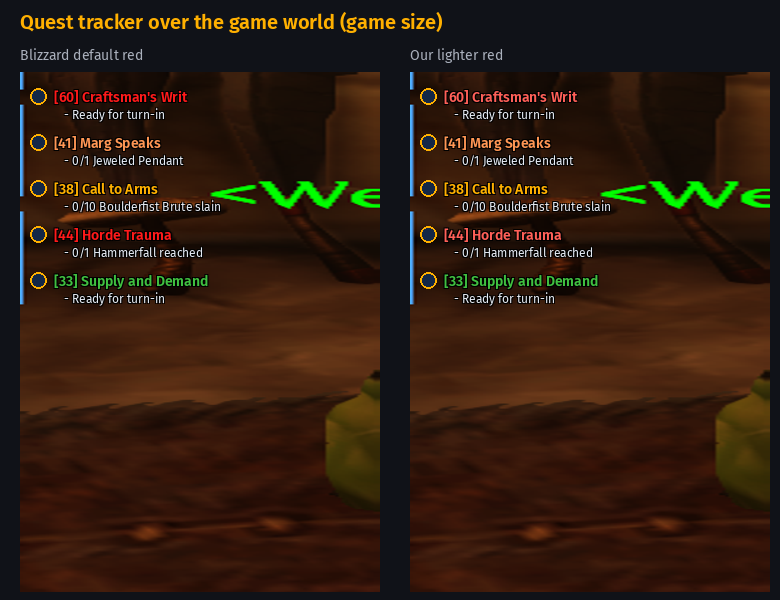 Quest tracker over the game world (game size)
Blizzard default red
[60] Craftsman's Writ
- Ready for turn-in
[41] Marg Speaks
- 0/1 Jeweled Pendant
[38] Call to Arms
- 0/10 Boulderfist Brute slain
[44] Horde Trauma
- 0/1 Hammerfall reached
[33] Supply and Demand
- Ready for turn-in
<We
Our lighter red
[60] Craftsman's Writ
- Ready for turn-in
[41] Marg Speaks
- 0/1 Jeweled Pendant
[38] Call to Arms
- 0/10 Boulderfist Brute slain
[44] Horde Trauma
- 0/1 Hammerfall reached
[33] Supply and Demand
- Ready for turn-in
<We